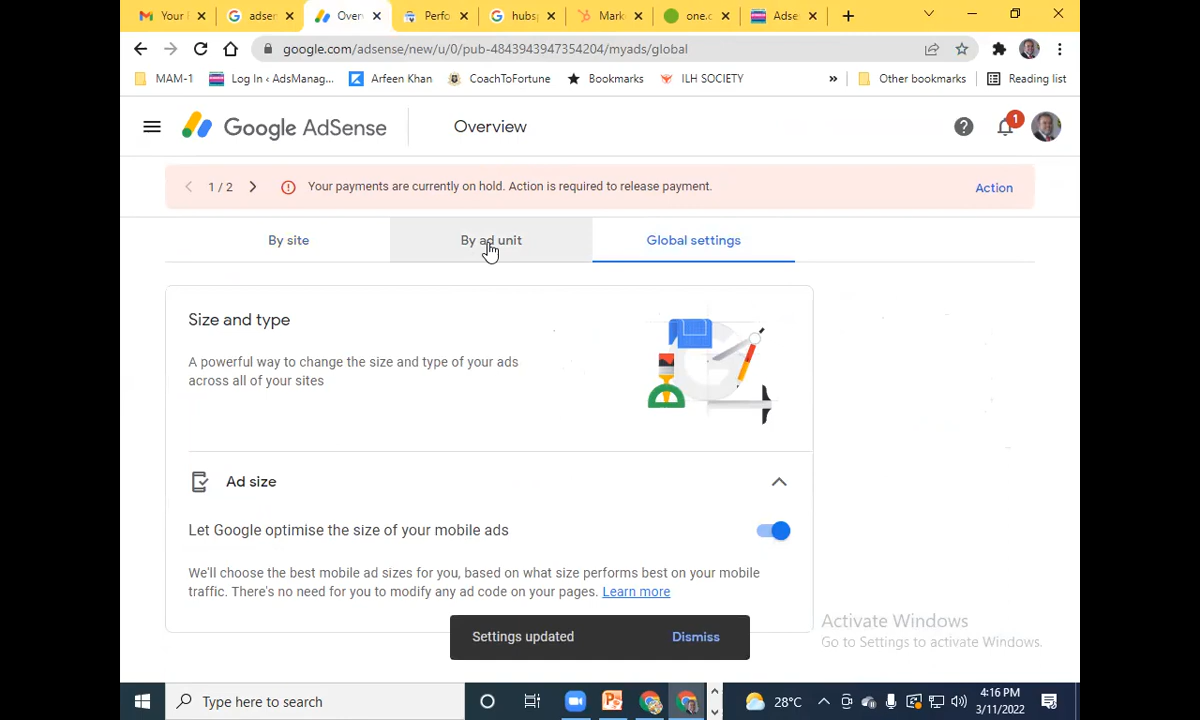 Your
adser
Over
Perfo
hubs
Mark
one.c
Adse
google.com/adsense/new/u/0/pub-4843943947354204/myads/global
MAM-1
Log In ‹ AdsManag...
Arfeen Khan
CoachToFortune
Bookmarks
ILH SOCIETY
»
Other bookmarks
Reading list
Google AdSense
Overview
1
1 / 2
Your payments are currently on hold. Action is required to release payment.
Action
By site
By ad unit
Global settings
Size and type
A powerful way to change the size and type of your ads
across all of your sites
Ad size
Let Google optimise the size of your mobile ads
We'll choose the best mobile ad sizes for you, based on what size performs best on your mobile
traffic. There's no need for you to modify any ad code on your pages. Learn more
Settings updated
Dismiss
Activate Windows
Go to Settings to activate Windows.
Type here to search
28°C
4:16 PM
3/11/2022